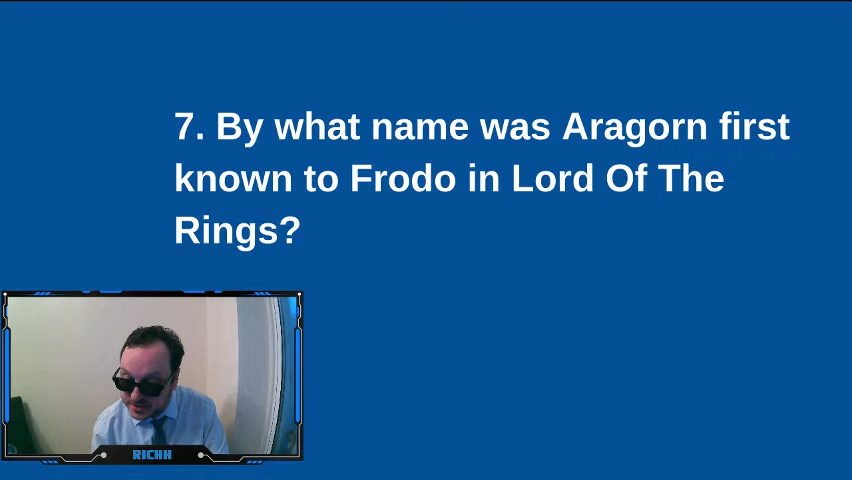 7. By what name was Aragorn first
known to Frodo in Lord Of The
Rings?
RICHH